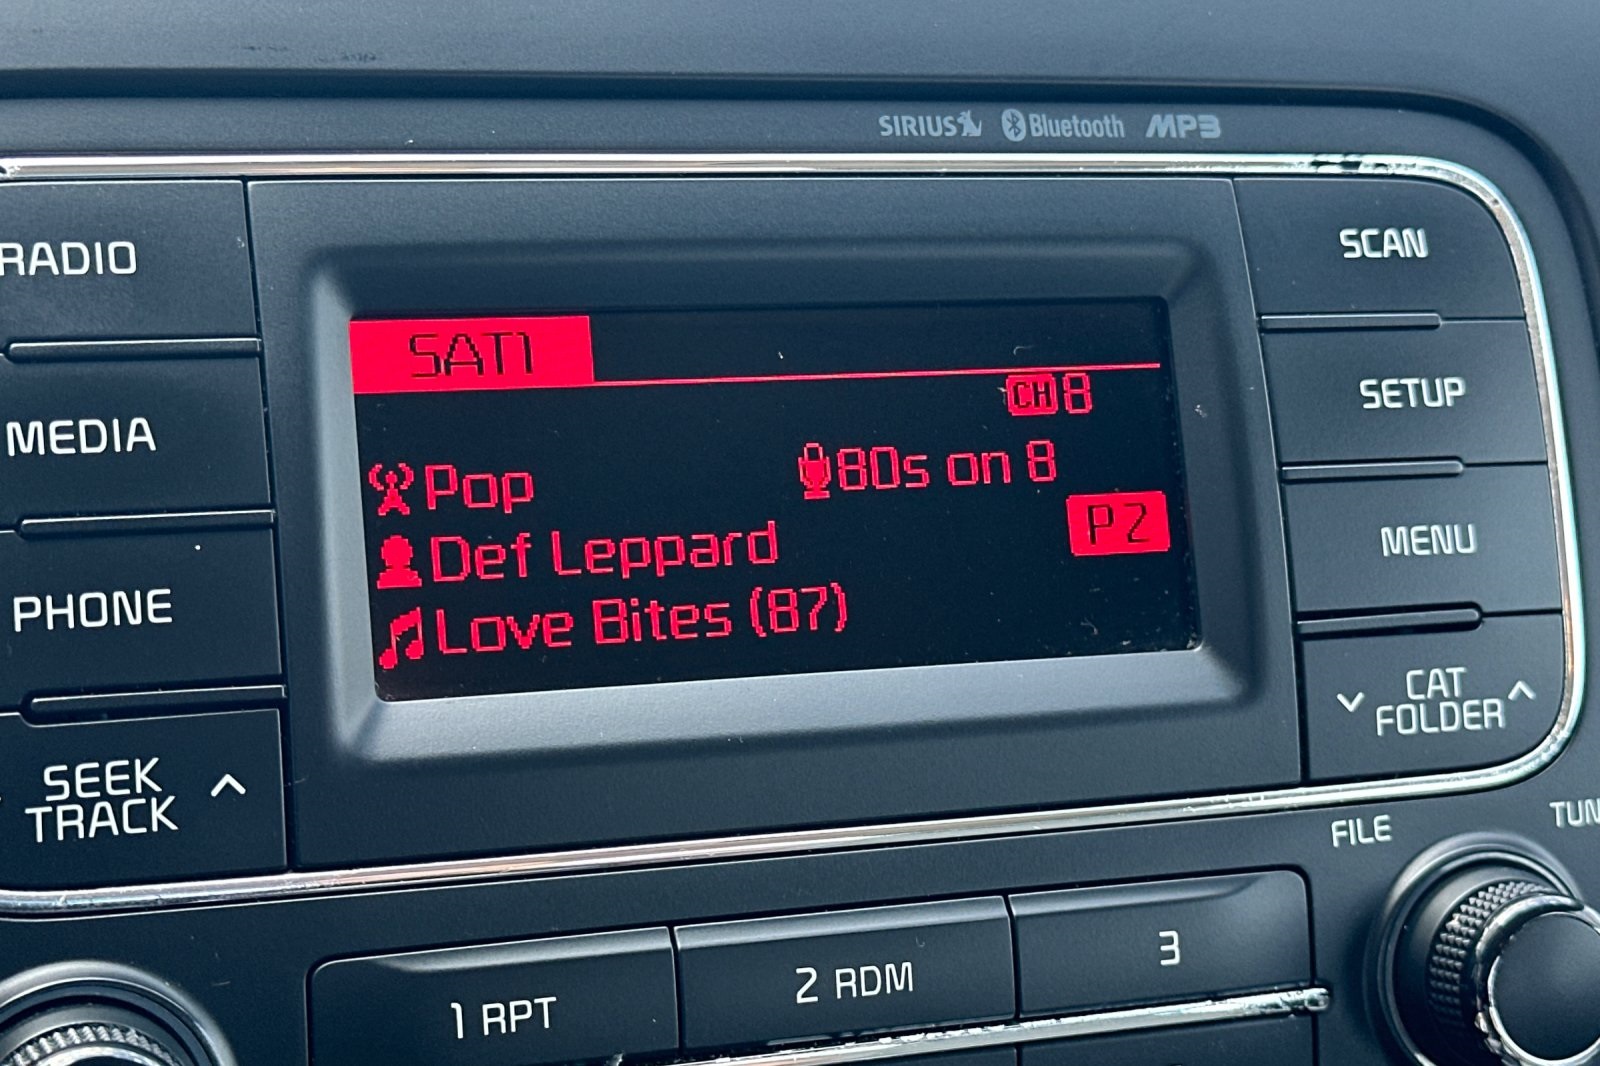 SIRIUS Bluetooth MP3
RADIO
MEDIA
PHONE
SEEK
TRACK
SAT1
CH 8
Pop 80s on 8
Def Leppard P2
Love Bites (87)
SCAN
SETUP
MENU
CAT
FOLDER
FILE
1 RPT
2 RDM
3